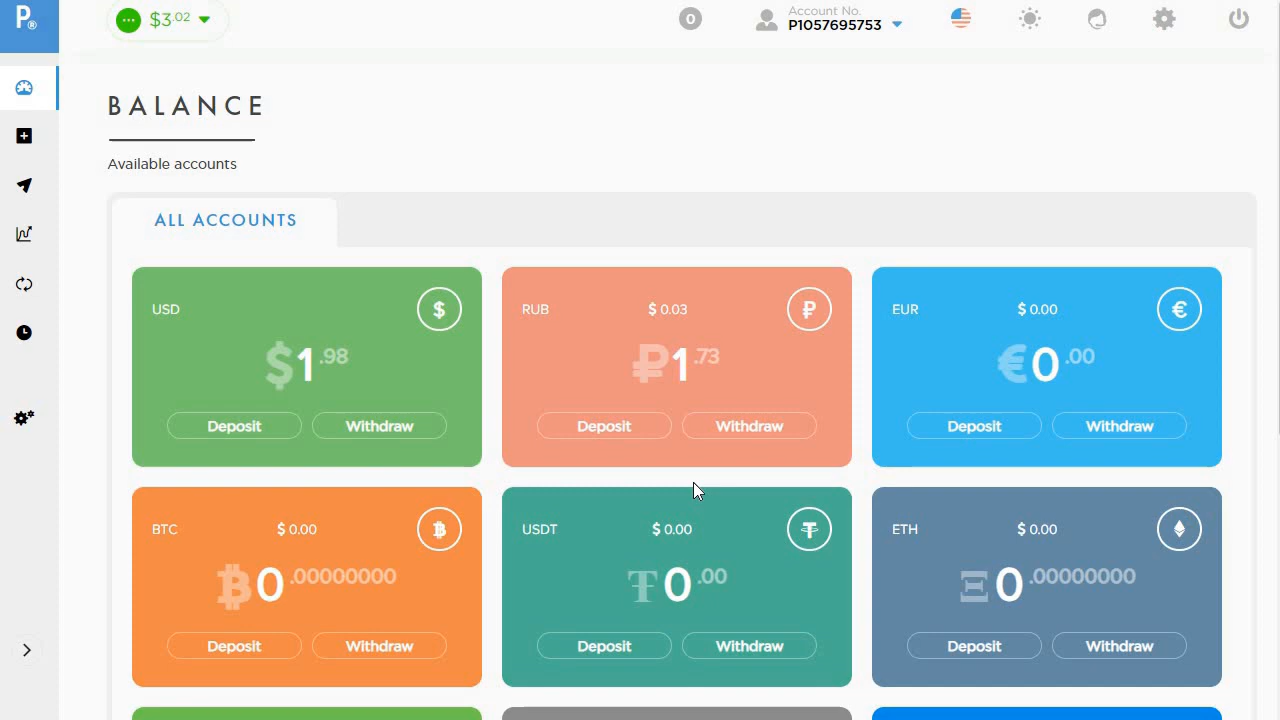 P®
$3.02
0
Account No.
P1057695753
BALANCE
Available accounts
ALL ACCOUNTS
USD
$
$1.98
Deposit Withdraw
RUB $ 0.03
₽
₽1.73
Deposit Withdraw
EUR $ 0.00
€
€0.00
Deposit Withdraw
BTC $ 0.00
₿
₿0.00000000
Deposit Withdraw
USDT $ 0.00
₮
₮0.00
Deposit Withdraw
ETH $ 0.00
Ξ0.00000000
Deposit Withdraw